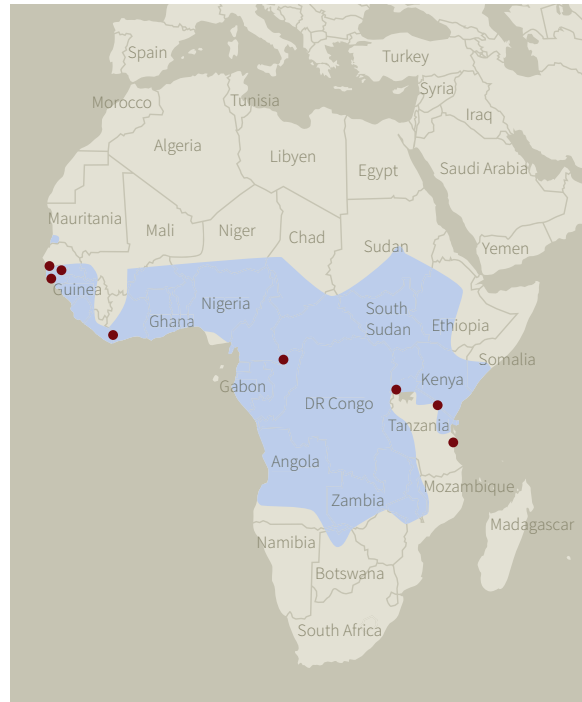 Spain
Turkey
Syria
Morocco
Tunisia
Iraq
Algeria
Libyen
Egypt
Saudi Arabia
Mauritania
Mali
Niger
Chad
Sudan
Yemen
Guinea
Nigeria
Ghana
South
Sudan
Ethiopia
Somalia
Gabon
DR Congo
Kenya
Tanzania
Angola
Zambia
Mozambique
Madagascar
Namibia
Botswana
South Africa